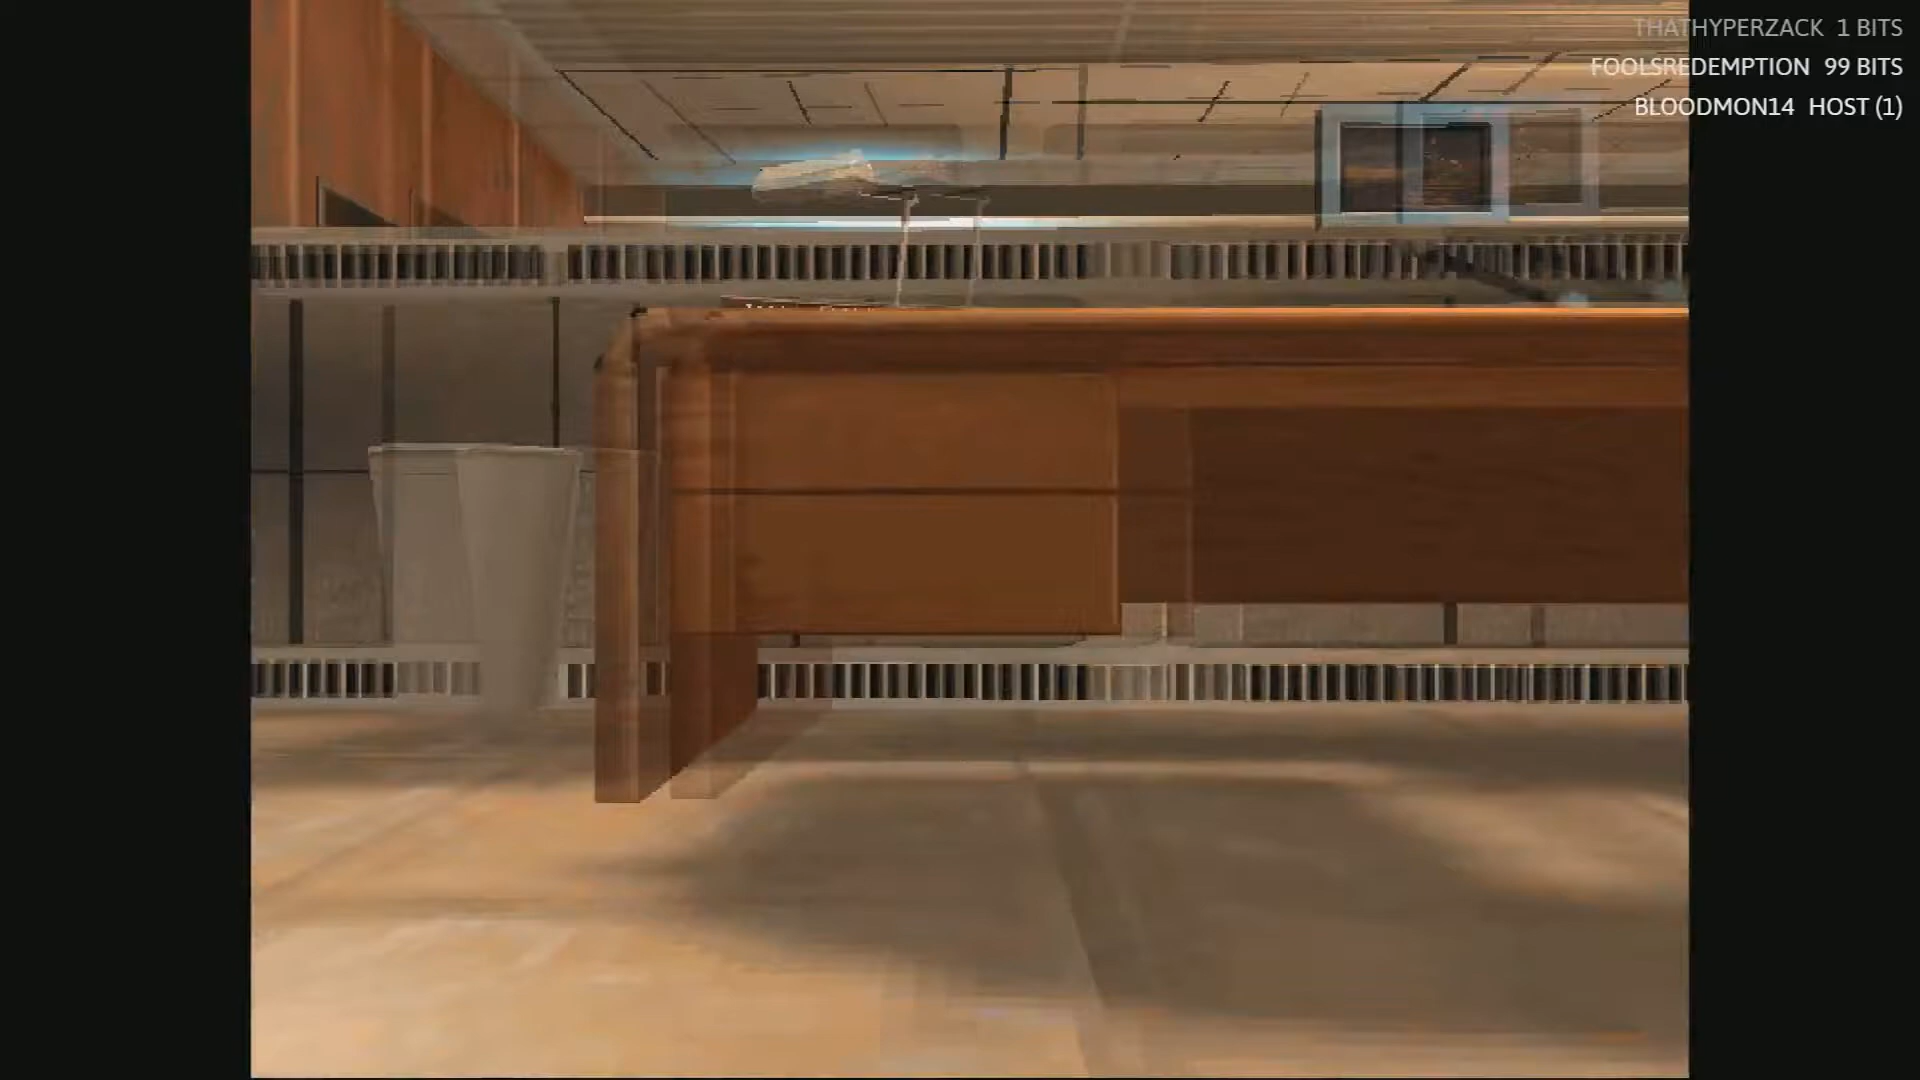 THATHYPERZACK 1 BITS
FOOLSREDEMPTION 99 BITS
BLOODMON14 HOST (1)